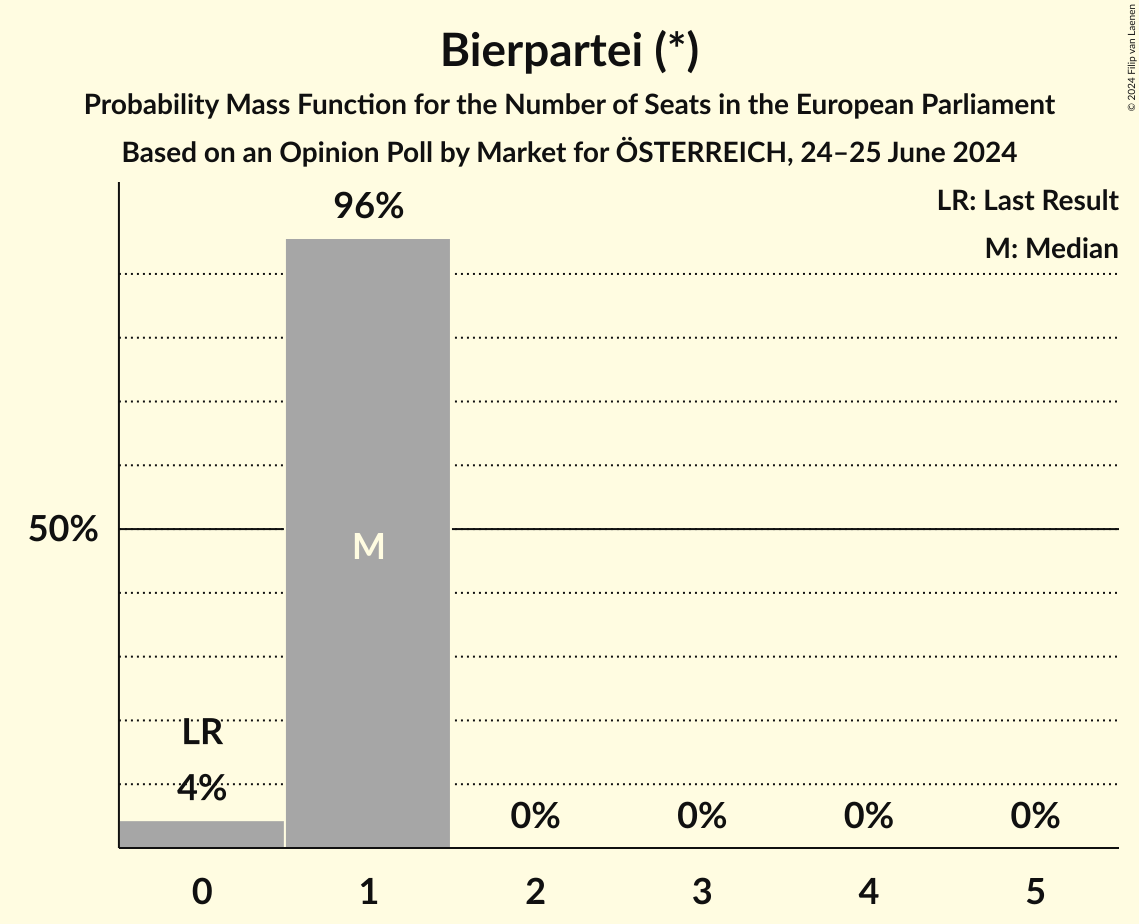 Bierpartei (*)
Probability Mass Function for the Number of Seats in the European Parliament
Based on an Opinion Poll by Market for ÖSTERREICH, 24–25 June 2024
© 2024 Filip van Laenen
LR: Last Result
M: Median
96%
50%
M
LR
4%
0% 0% 0% 0%
0 1 2 3 4 5